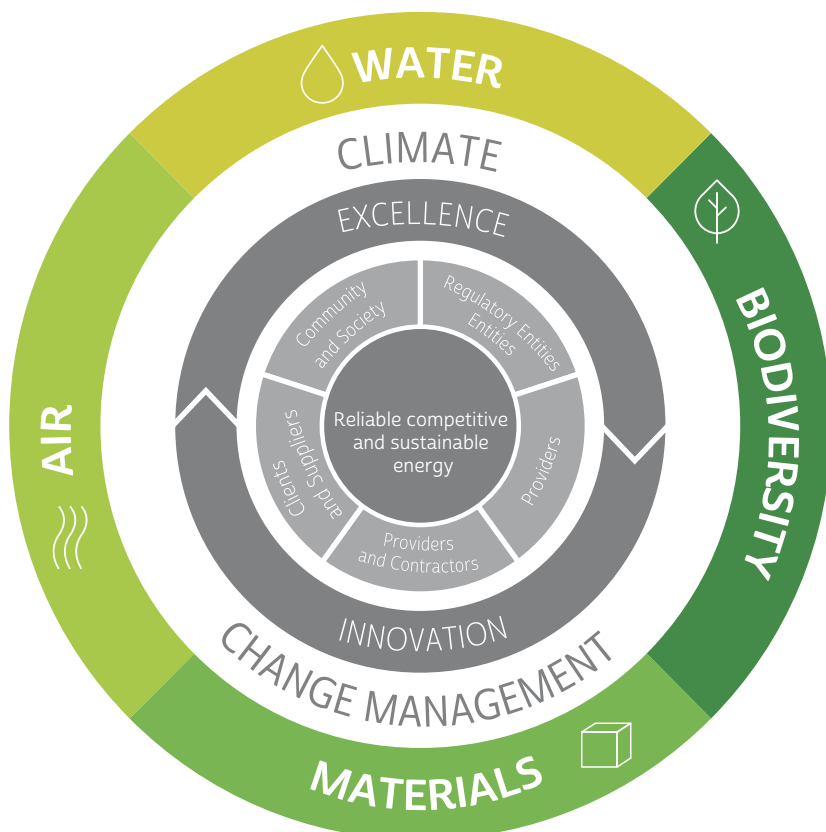 WATER
CLIMATE
EXCELLENCE
Community
and Society
Regulatory Entities
Entities
BIODIVERSITY
AIR
Reliable competitive
and sustainable
energy
Clients
and Suppliers
Providers
Providers
and Contractors
INNOVATION
CHANGE MANAGEMENT
MATERIALS